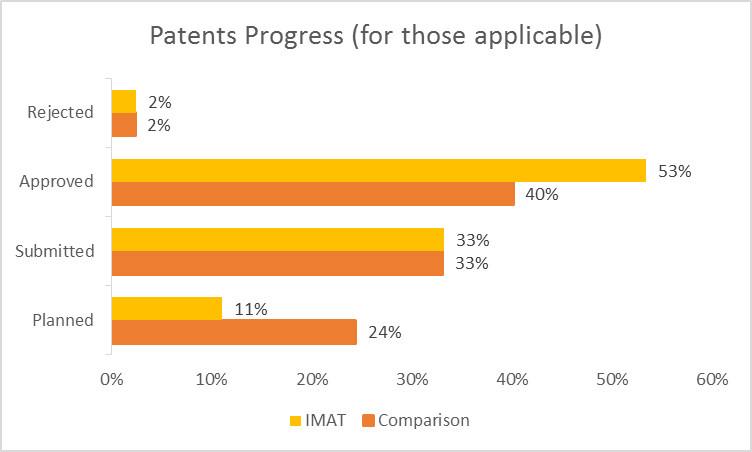 Patents Progress (for those applicable)
Rejected
2%
2%
Approved
53%
40%
Submitted
33%
33%
Planned
11%
24%
0% 10% 20% 30% 40% 50% 60%
IMAT Comparison